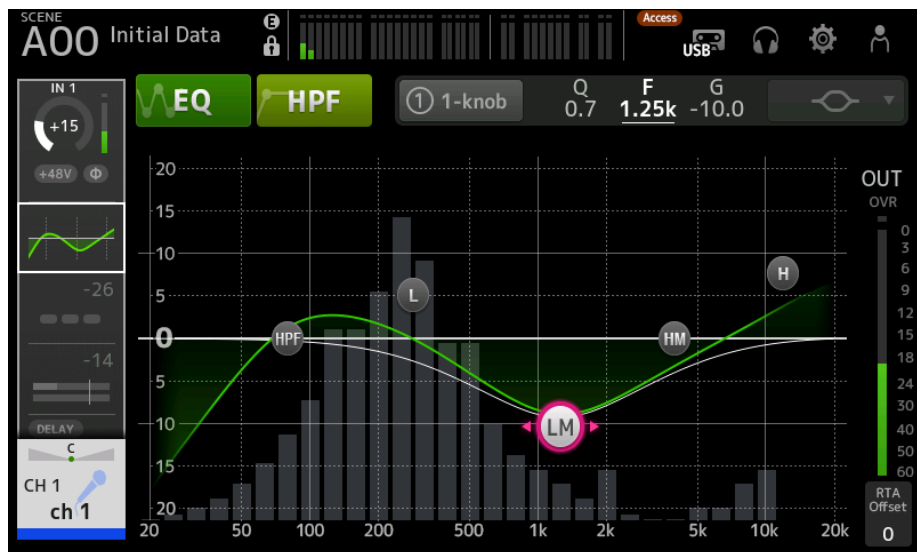 SCENE
A00 Initial Data
E
Access
USB
IN 1
+15
+48V Φ
-26
-14
DELAY
C
CH 1
ch 1
EQ
HPF
1 1-knob
Q F G
0.7 1.25k -10.0
20
15
10
5
0
5
10
15
20
HPF
L
LM
HM
H
20 50 100 200 500 1k 2k 5k 10k 20k
OUT
OVR
0
3
6
9
12
15
18
24
30
40
50
60
RTA
Offset
0